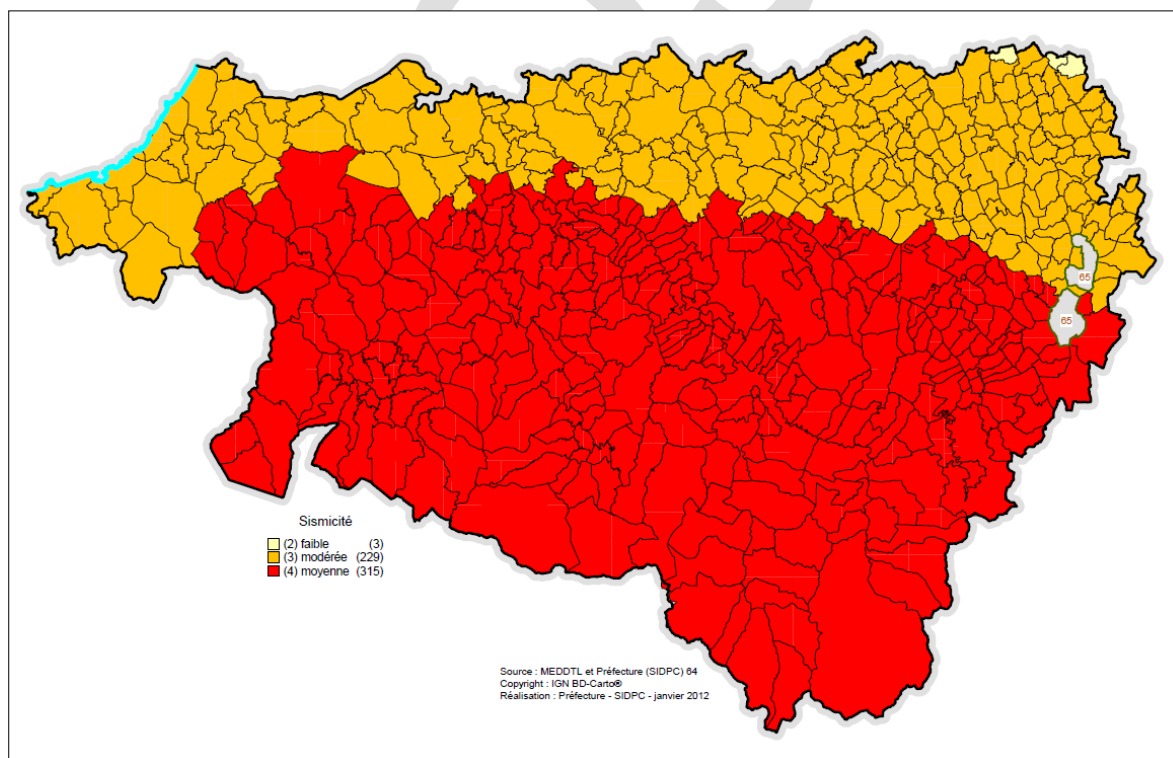 65
65
Sismicité
(2) faible (3)
(3) modérée (229)
(4) moyenne (315)
Source : MEDDTL et Préfecture (SIDPC) 64
Copyright : IGN BD-Carto®
Réalisation : Préfecture - SIDPC - janvier 2012